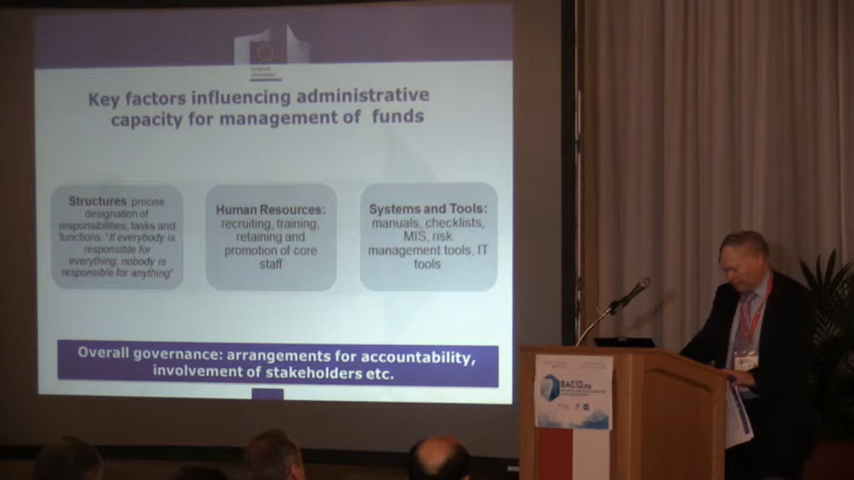 Key factors influencing administrative
capacity for management of funds
Structures precise
designation of
responsibilities, tasks and
functions: "If everybody is
responsible for
everything, nobody is
responsible for anything"
Human Resources:
recruiting, training,
retaining and
promotion of core
staff
Systems and Tools:
manuals, checklists,
MIS, risk
management tools, IT
tools
Overall governance: arrangements for accountability,
involvement of stakeholders etc.
BACID.eu